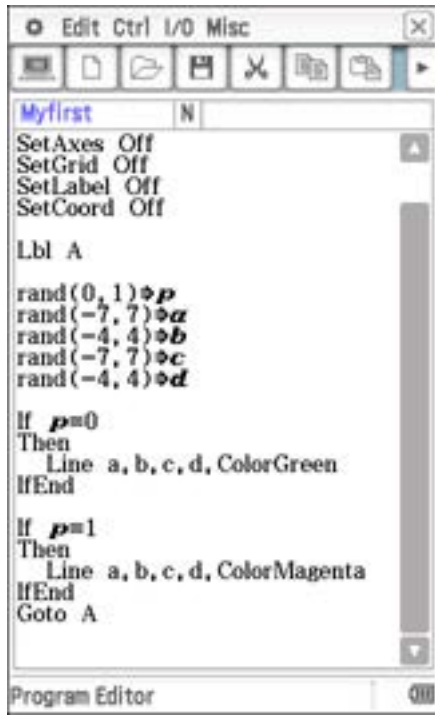 Edit Ctrl I/O Misc
Myfirst N
SetAxes Off
SetGrid Off
SetLabel Off
SetCoord Off
Lbl A
rand(0,1)⇒p
rand(-7,7)⇒a
rand(-4,4)⇒b
rand(-7,7)⇒c
rand(-4,4)⇒d
If p=0
Then
Line a,b,c,d,ColorGreen
IfEnd
If p=1
Then
Line a,b,c,d,ColorMagenta
IfEnd
Goto A
Program Editor